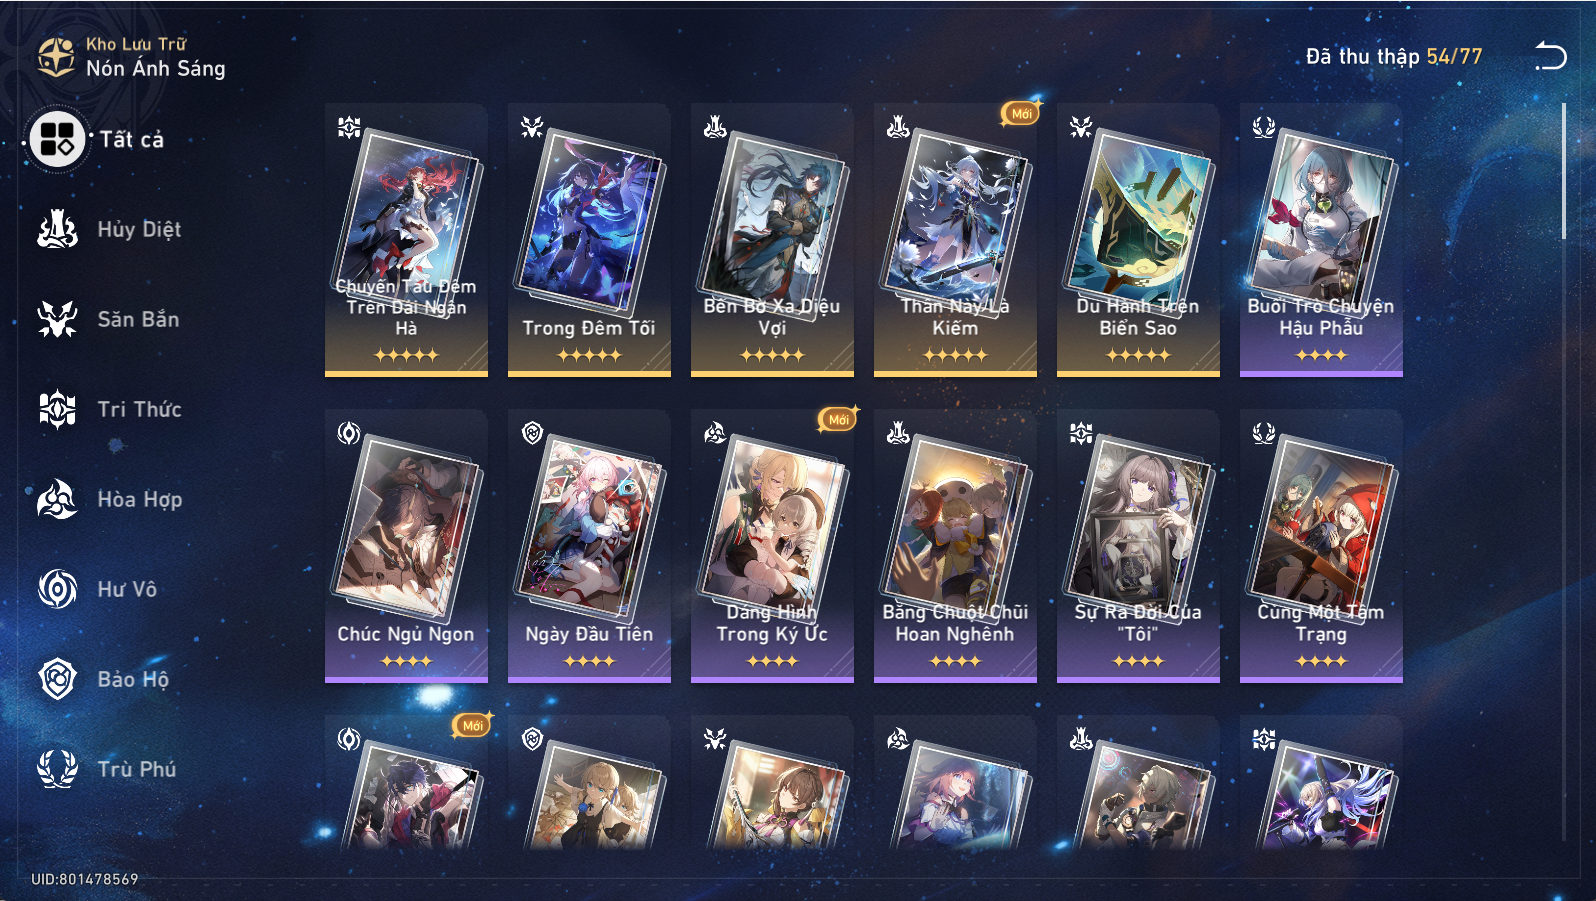 Kho Lưu Trữ
Nón Ánh Sáng
Đã thu thập 54/77
Tất cả
Hủy Diệt
Săn Bắn
Tri Thức
Hòa Hợp
Hư Vô
Bảo Hộ
Trù Phú
Chuyến Tàu Đêm
Trên Dải Ngân
Hà
Trong Đêm Tối
Bến Bờ Xa Diệu
Vợi
Mới
Thân Này Là
Kiếm
Du Hành Trên
Biển Sao
Buổi Trò Chuyện
Hậu Phẫu
Chúc Ngủ Ngon
Ngày Đầu Tiên
Mới
Dáng Hình
Trong Ký Ức
Băng Chuột Chũi
Hoan Nghênh
Sự Ra Đời Của
"Tôi"
Cùng Một Tâm
Trạng
Mới
UID:801478569